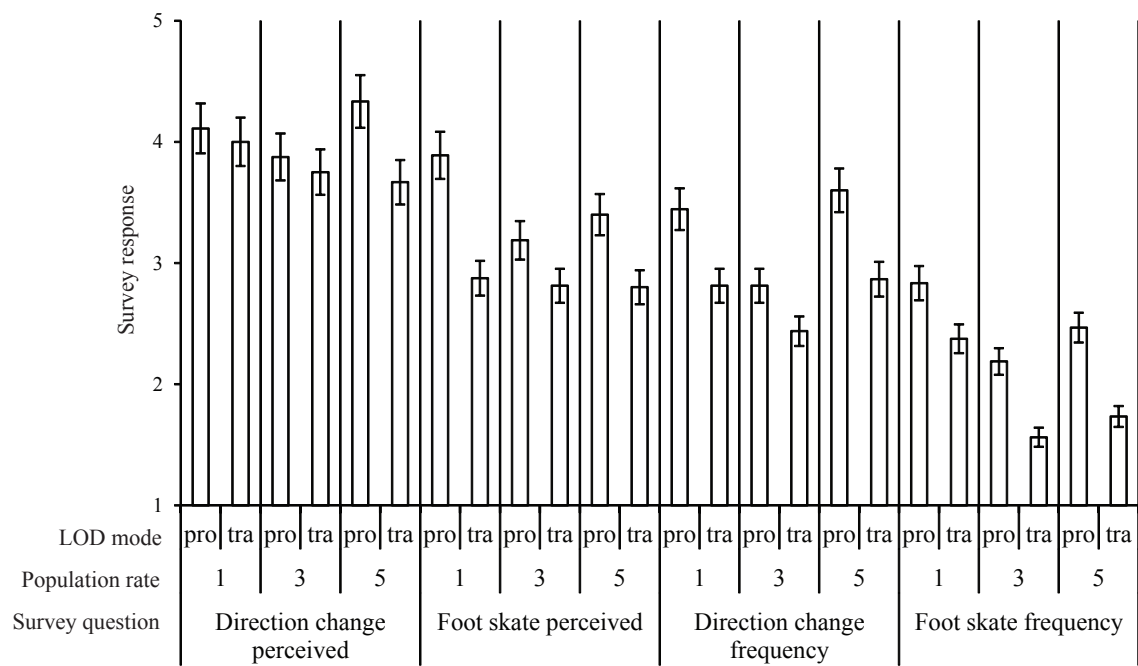 5
4
3
2
1
Survey response
LOD mode pro tra pro tra pro tra pro tra pro tra pro tra pro tra pro tra pro tra pro tra pro tra pro tra
Population rate 1 3 5 1 3 5 1 3 5 1 3 5
Survey question Direction change Foot skate perceived Direction change Foot skate frequency
perceived frequency